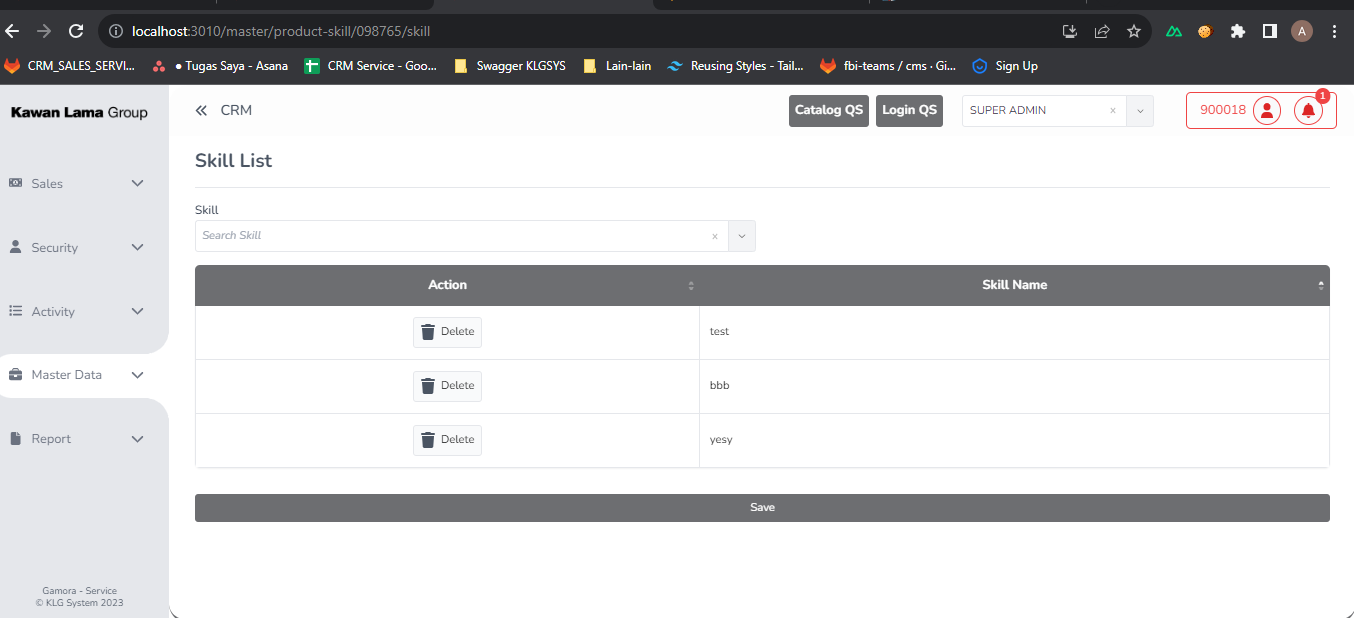 localhost:3010/master/product-skill/098765/skill
A
CRM_SALES_SERVI...
• Tugas Saya - Asana
CRM Service - Goo...
Swagger KLGSYS
Lain-lain
Reusing Styles - Tail...
fbi-teams / cms · Gi...
Sign Up
Kawan Lama Group
CRM
Catalog QS
Login QS
SUPER ADMIN
×
900018
1
Sales
Security
Activity
Master Data
Report
Skill List
Skill
Search Skill
×
Action
Skill Name
Delete
test
Delete
bbb
Delete
yesy
Save
Gamora - Service
© KLG System 2023